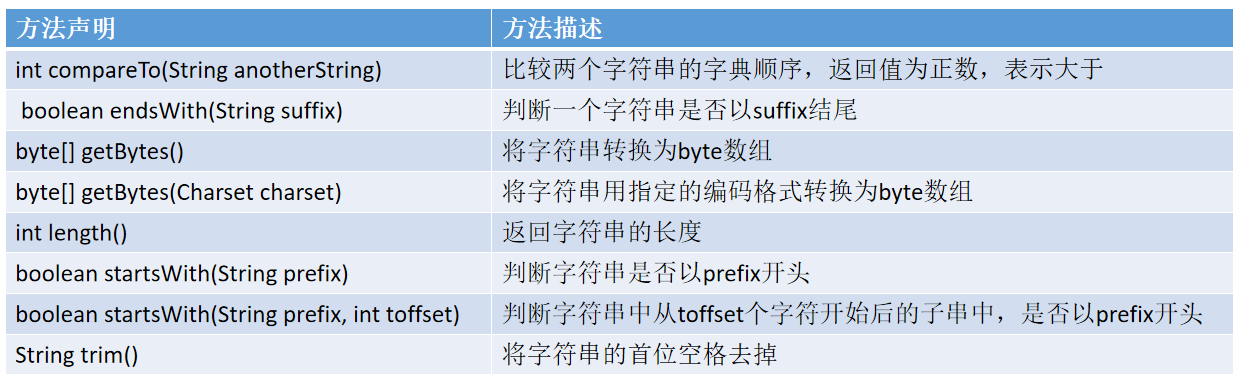 方法声明 方法描述
int compareTo(String anotherString) 比较两个字符串的字典顺序，返回值为正数，表示大于
boolean endsWith(String suffix) 判断一个字符串是否以suffix结尾
byte[] getBytes() 将字符串转换为byte数组
byte[] getBytes(Charset charset) 将字符串用指定的编码格式转换为byte数组
int length() 返回字符串的长度
boolean startsWith(String prefix) 判断字符串是否以prefix开头
boolean startsWith(String prefix, int toffset) 判断字符串中从toffset个字符开始后的子串中，是否以prefix开头
String trim() 将字符串的首位空格去掉